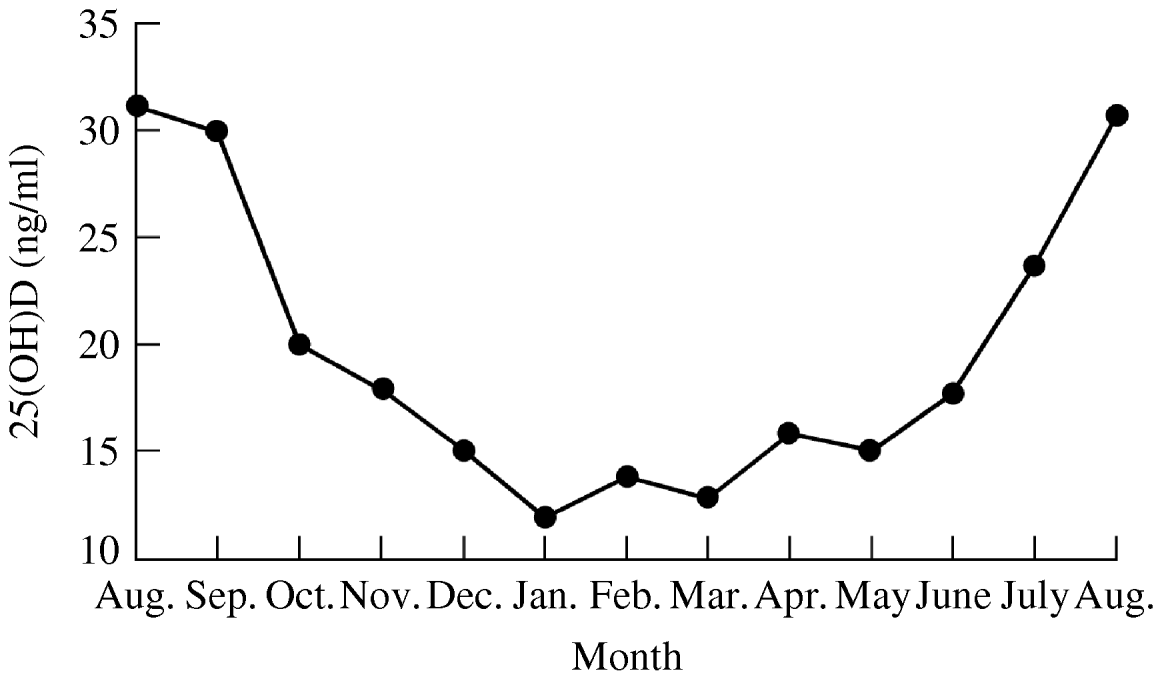 35
30
25
20
15
10
25(OH)D (ng/ml)
Aug. Sep. Oct. Nov. Dec. Jan. Feb. Mar. Apr. May June July Aug.
Month